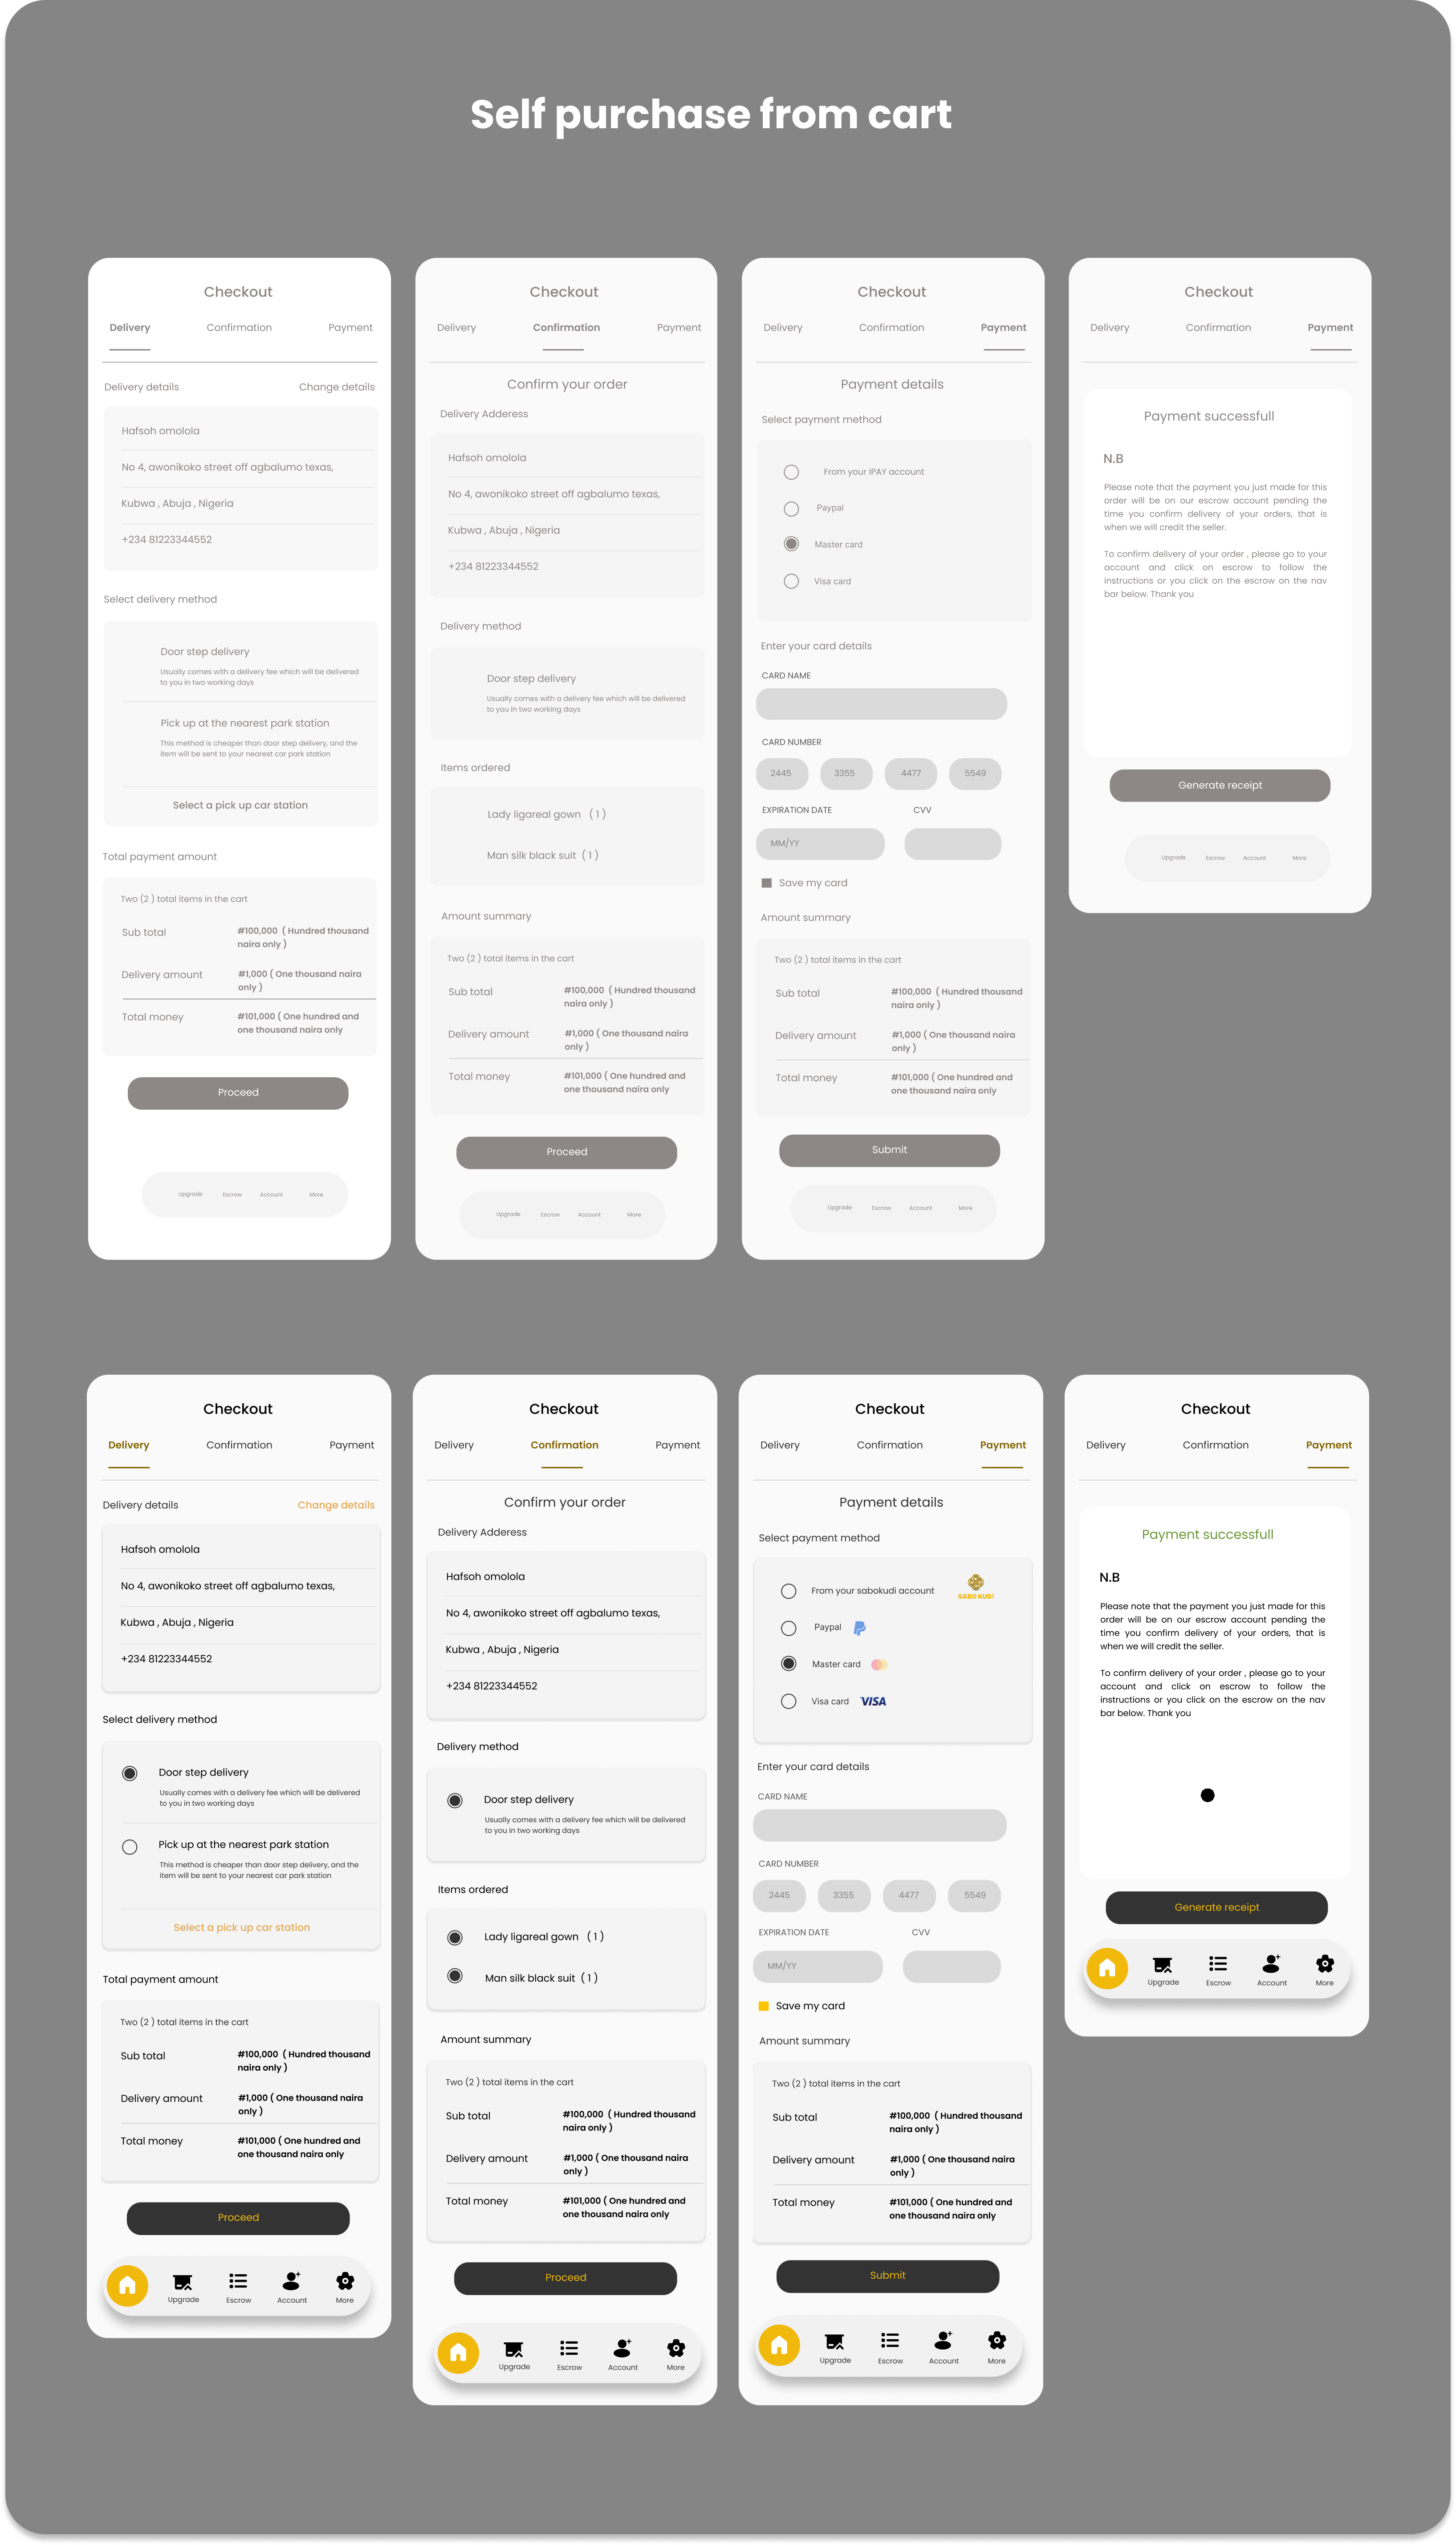 Self purchase from cart
Checkout
Delivery Confirmation Payment
Delivery details Change details
Hafsoh omolola
No 4, awonikoko street off agbalumo texas,
Kubwa , Abuja , Nigeria
+234 81223344552
Select delivery method
Door step delivery
Usually comes with a delivery fee which will be delivered
to you in two working days
Pick up at the nearest park station
This method is cheaper than door step delivery, and the
item will be sent to your nearest car park station
Select a pick up car station
Total payment amount
Two (2 ) total items in the cart
Sub total #100,000 ( Hundred thousand
naira only )
Delivery amount #1,000 ( One thousand naira
only )
Total money #101,000 ( One hundred and
one thousand naira only
Proceed
Upgrade Escrow Account More
Checkout
Delivery Confirmation Payment
Confirm your order
Delivery Adderess
Hafsoh omolola
No 4, awonikoko street off agbalumo texas,
Kubwa , Abuja , Nigeria
+234 81223344552
Delivery method
Door step delivery
Usually comes with a delivery fee which will be delivered
to you in two working days
Items ordered
Lady ligareal gown ( 1 )
Man silk black suit ( 1 )
Amount summary
Two (2 ) total items in the cart
Sub total #100,000 ( Hundred thousand
naira only )
Delivery amount #1,000 ( One thousand naira
only )
Total money #101,000 ( One hundred and
one thousand naira only
Proceed
Upgrade Escrow Account More
Checkout
Delivery Confirmation Payment
Payment details
Select payment method
From your IPAY account
Paypal
Master card
Visa card
Enter your card details
CARD NAME
CARD NUMBER
2445 3355 4477 5549
EXPIRATION DATE CVV
MM/YY
Save my card
Amount summary
Two (2 ) total items in the cart
Sub total #100,000 ( Hundred thousand
naira only )
Delivery amount #1,000 ( One thousand naira
only )
Total money #101,000 ( One hundred and
one thousand naira only
Submit
Upgrade Escrow Account More
Checkout
Delivery Confirmation Payment
Payment successfull
N.B
Please note that the payment you just made for this
order will be on our escrow account pending the
time you confirm delivery of your orders, that is
when we will credit the seller.
To confirm delivery of your order , please go to your
account and click on escrow to follow the
instructions or you click on the escrow on the nav
bar below. Thank you
Generate receipt
Upgrade Escrow Account More
Checkout
Delivery Confirmation Payment
Delivery details Change details
Hafsoh omolola
No 4, awonikoko street off agbalumo texas,
Kubwa , Abuja , Nigeria
+234 81223344552
Select delivery method
Door step delivery
Usually comes with a delivery fee which will be delivered
to you in two working days
Pick up at the nearest park station
This method is cheaper than door step delivery, and the
item will be sent to your nearest car park station
Select a pick up car station
Total payment amount
Two (2 ) total items in the cart
Sub total #100,000 ( Hundred thousand
naira only )
Delivery amount #1,000 ( One thousand naira
only )
Total money #101,000 ( One hundred and
one thousand naira only
Proceed
Upgrade Escrow Account More
Checkout
Delivery Confirmation Payment
Confirm your order
Delivery Adderess
Hafsoh omolola
No 4, awonikoko street off agbalumo texas,
Kubwa , Abuja , Nigeria
+234 81223344552
Delivery method
Door step delivery
Usually comes with a delivery fee which will be delivered
to you in two working days
Items ordered
Lady ligareal gown ( 1 )
Man silk black suit ( 1 )
Amount summary
Two (2 ) total items in the cart
Sub total #100,000 ( Hundred thousand
naira only )
Delivery amount #1,000 ( One thousand naira
only )
Total money #101,000 ( One hundred and
one thousand naira only
Proceed
Upgrade Escrow Account More
Checkout
Delivery Confirmation Payment
Payment details
Select payment method
From your sabokudi account SABO KUDI
Paypal
Master card
Visa card VISA
Enter your card details
CARD NAME
CARD NUMBER
2445 3355 4477 5549
EXPIRATION DATE CVV
MM/YY
Save my card
Amount summary
Two (2 ) total items in the cart
Sub total #100,000 ( Hundred thousand
naira only )
Delivery amount #1,000 ( One thousand naira
only )
Total money #101,000 ( One hundred and
one thousand naira only
Submit
Upgrade Escrow Account More
Checkout
Delivery Confirmation Payment
Payment successfull
N.B
Please note that the payment you just made for this
order will be on our escrow account pending the
time you confirm delivery of your orders, that is
when we will credit the seller.
To confirm delivery of your order , please go to your
account and click on escrow to follow the
instructions or you click on the escrow on the nav
bar below. Thank you
Generate receipt
Upgrade Escrow Account More